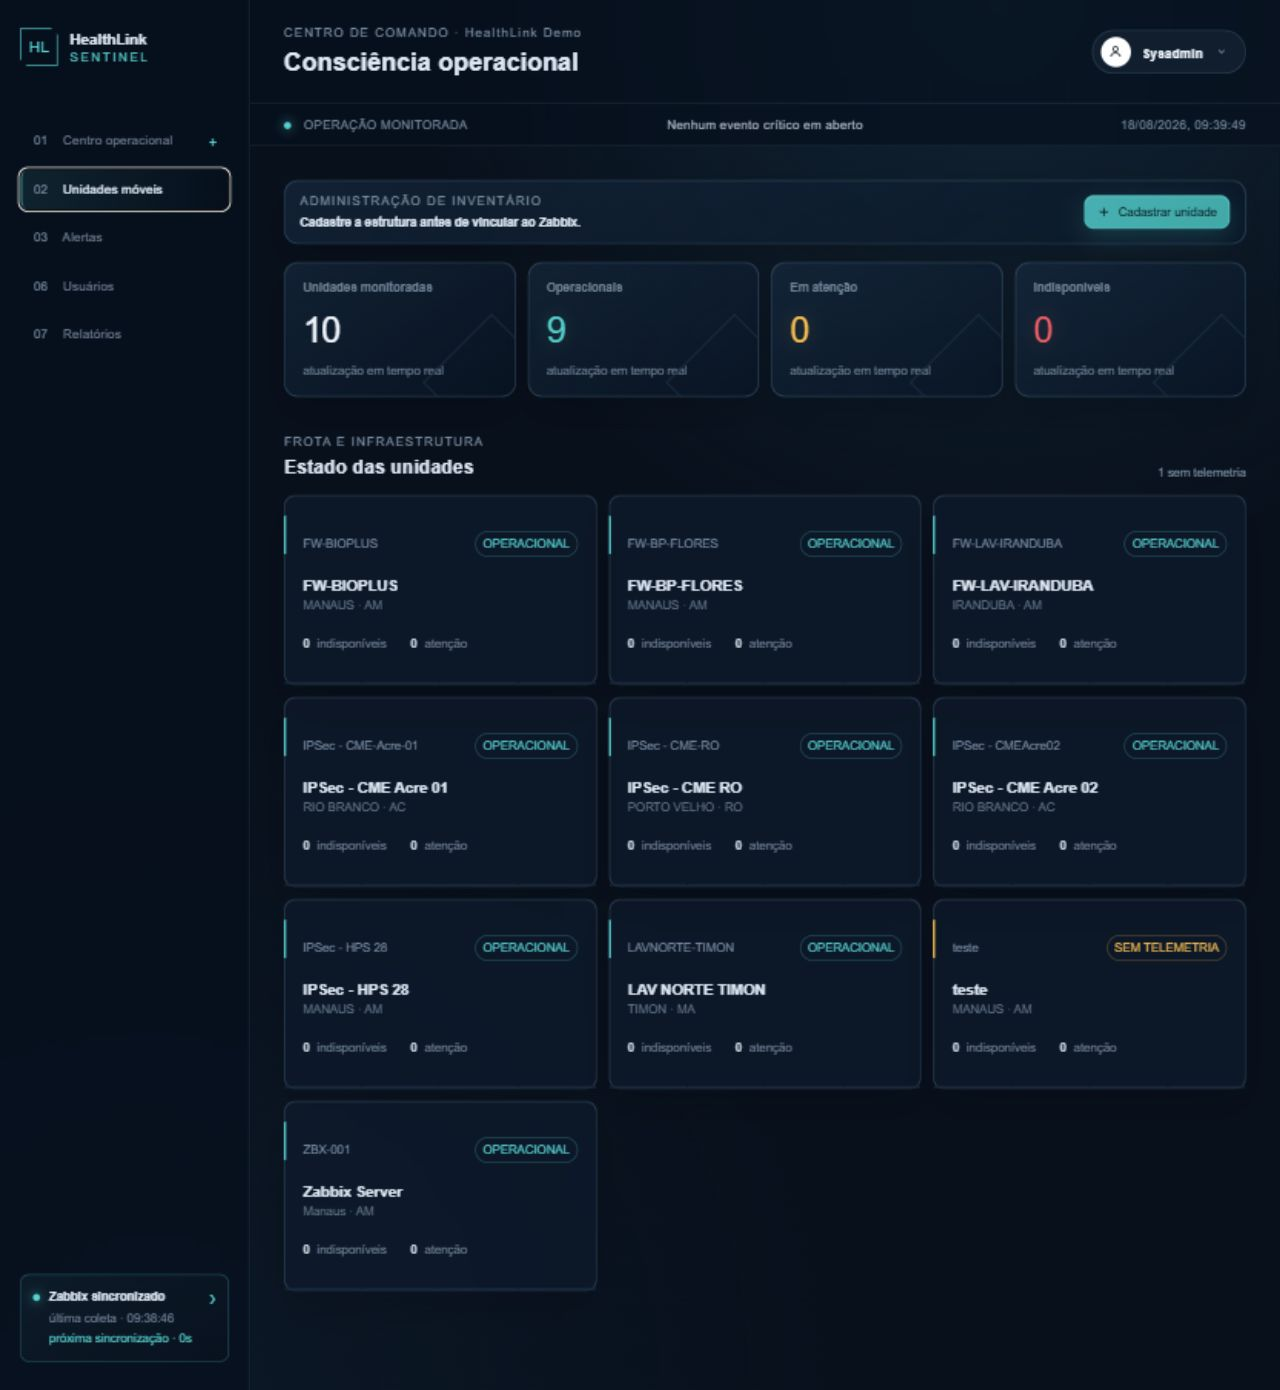 HL
HealthLink
SENTINEL
01 Centro operacional +
02 Unidades móveis
03 Alertas
06 Usuários
07 Relatórios
Zabbix sincronizado
última coleta · 09:38:46
próxima sincronização · 0s
CENTRO DE COMANDO · HealthLink Demo
Consciência operacional
Sysadmin
OPERAÇÃO MONITORADA
Nenhum evento crítico em aberto
18/08/2026, 09:39:49
ADMINISTRAÇÃO DE INVENTÁRIO
Cadastre a estrutura antes de vincular ao Zabbix.
+ Cadastrar unidade
Unidades monitoradas
10
atualização em tempo real
Operacionais
9
atualização em tempo real
Em atenção
0
atualização em tempo real
Indisponíveis
0
atualização em tempo real
FROTA E INFRAESTRUTURA
Estado das unidades
1 sem telemetria
FW-BIOPLUS OPERACIONAL
FW-BIOPLUS
MANAUS · AM
0 indisponíveis 0 atenção
FW-BP-FLORES OPERACIONAL
FW-BP-FLORES
MANAUS · AM
0 indisponíveis 0 atenção
FW-LAV-IRANDUBA OPERACIONAL
FW-LAV-IRANDUBA
IRANDUBA · AM
0 indisponíveis 0 atenção
IPSec - CME-Acre-01 OPERACIONAL
IPSec - CME Acre 01
RIO BRANCO · AC
0 indisponíveis 0 atenção
IPSec - CME-RO OPERACIONAL
IPSec - CME RO
PORTO VELHO · RO
0 indisponíveis 0 atenção
IPSec - CMEAcre02 OPERACIONAL
IPSec - CME Acre 02
RIO BRANCO · AC
0 indisponíveis 0 atenção
IPSec - HPS 28 OPERACIONAL
IPSec - HPS 28
MANAUS · AM
0 indisponíveis 0 atenção
LAVNORTE-TIMON OPERACIONAL
LAV NORTE TIMON
TIMON · MA
0 indisponíveis 0 atenção
teste SEM TELEMETRIA
teste
MANAUS · AM
0 indisponíveis 0 atenção
ZBX-001 OPERACIONAL
Zabbix Server
Manaus · AM
0 indisponíveis 0 atenção